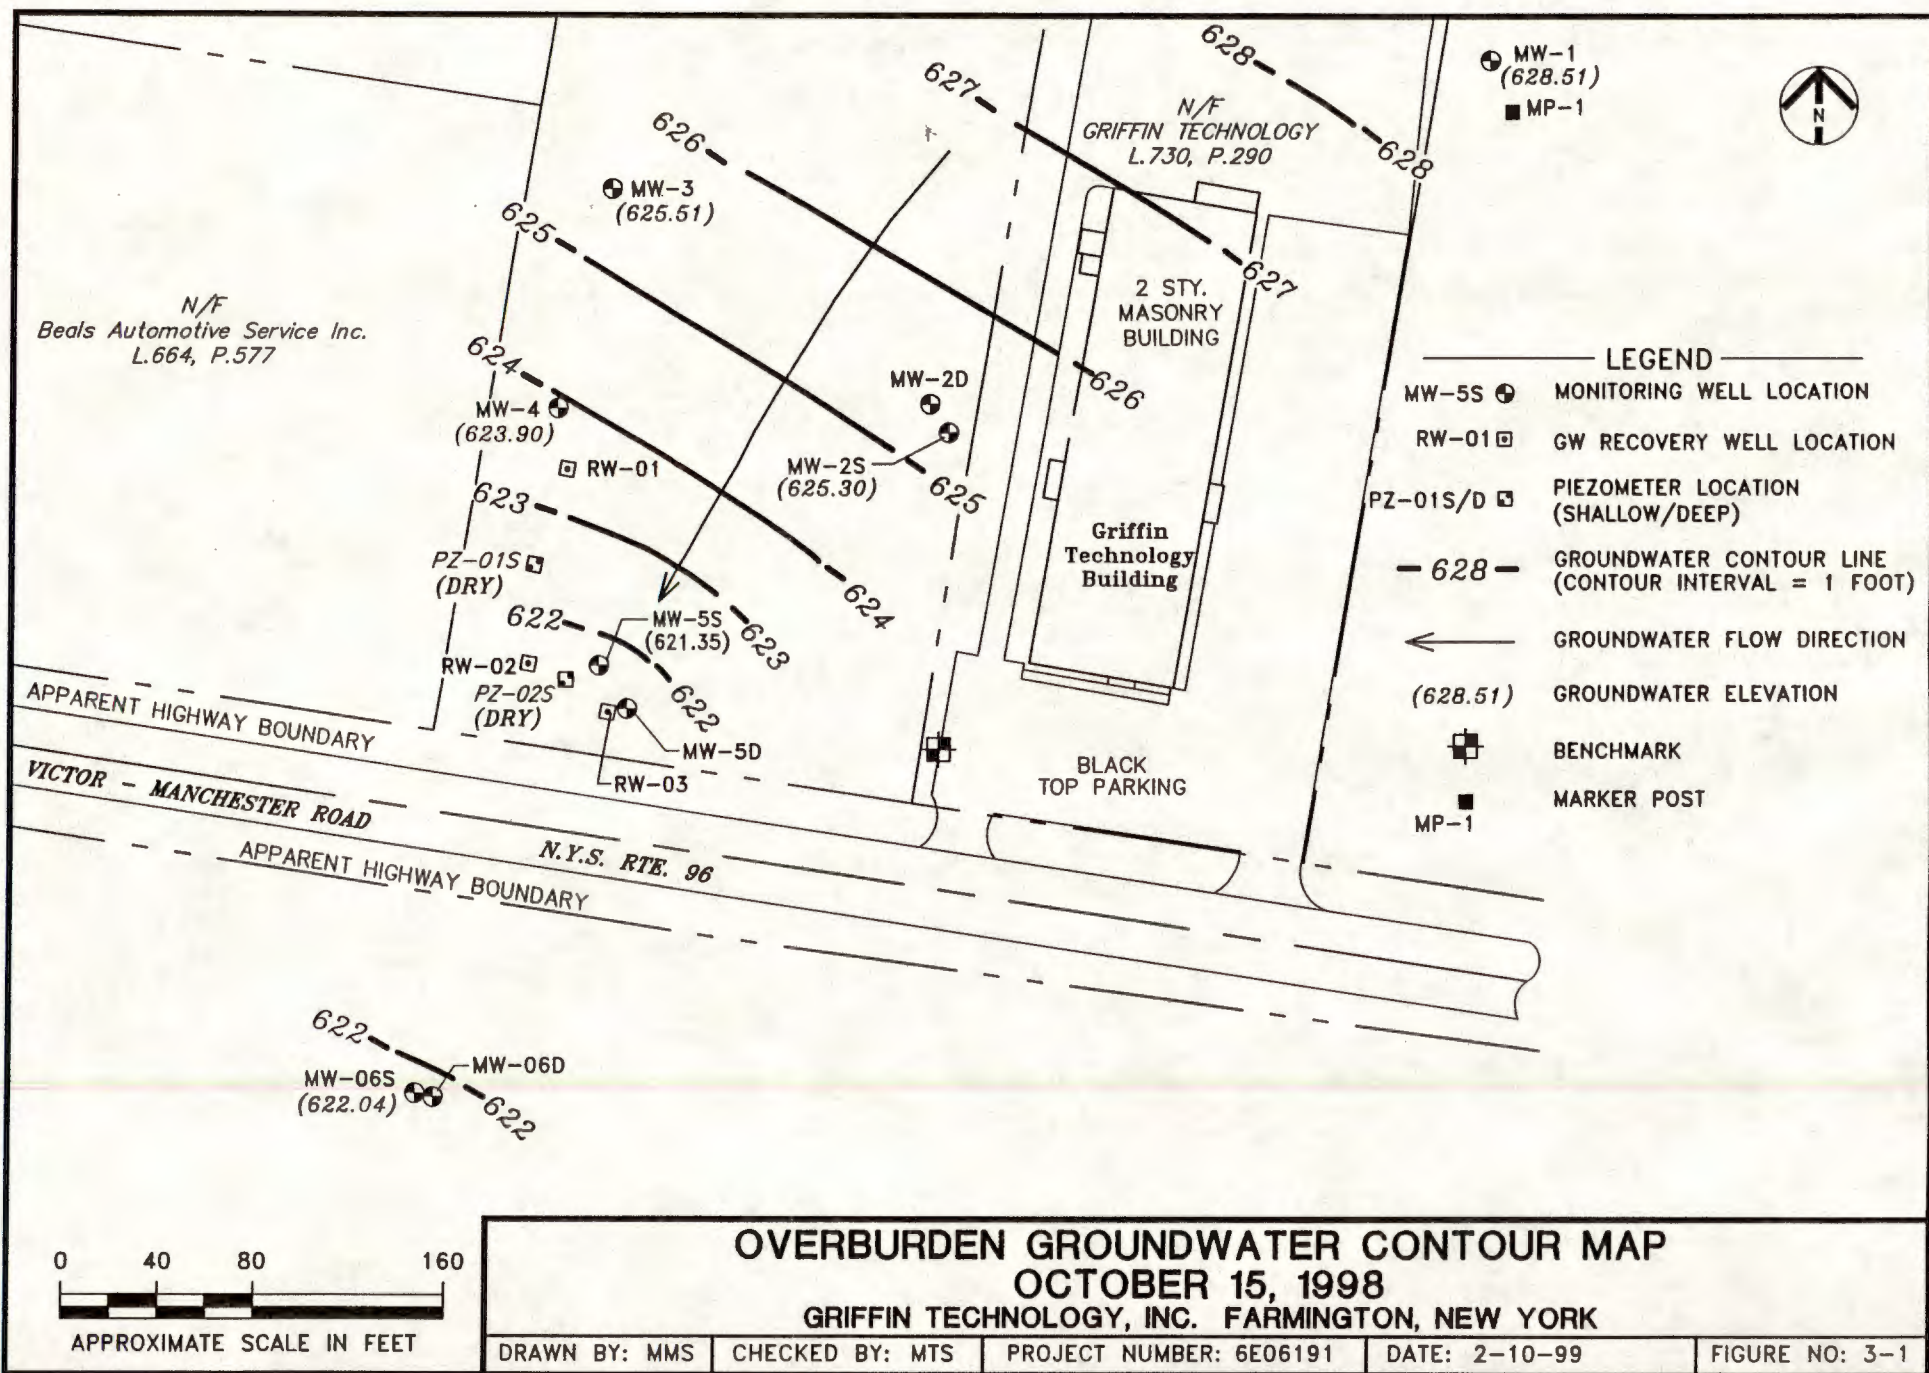 628
MW-1
(628.51)
MP-1
N
627
N/F
GRIFFIN TECHNOLOGY
L.730, P.290
628
626
MW-3
(625.51)
625
627
2 STY.
MASONRY
BUILDING
N/F
Beals Automotive Service Inc.
L.664, P.577
624
MW-4
(623.90)
MW-2D
626
MW-2S
(625.30)
625
RW-01
623
Griffin
Technology
Building
PZ-01S
(DRY)
624
622
MW-5S
(621.35)
623
RW-02
PZ-02S
(DRY)
622
MW-5D
RW-03
BLACK
TOP PARKING
LEGEND
MW-5S MONITORING WELL LOCATION
RW-01 GW RECOVERY WELL LOCATION
PZ-01S/D PIEZOMETER LOCATION
(SHALLOW/DEEP)
628 GROUNDWATER CONTOUR LINE
(CONTOUR INTERVAL = 1 FOOT)
GROUNDWATER FLOW DIRECTION
(628.51) GROUNDWATER ELEVATION
BENCHMARK
MARKER POST
MP-1
APPARENT HIGHWAY BOUNDARY
VICTOR - MANCHESTER ROAD
N.Y.S. RTE. 96
APPARENT HIGHWAY BOUNDARY
622
MW-06D
MW-06S
(622.04)
622
0 40 80 160
APPROXIMATE SCALE IN FEET
OVERBURDEN GROUNDWATER CONTOUR MAP
OCTOBER 15, 1998
GRIFFIN TECHNOLOGY, INC. FARMINGTON, NEW YORK
DRAWN BY: MMS
CHECKED BY: MTS
PROJECT NUMBER: 6E06191
DATE: 2-10-99
FIGURE NO: 3-1